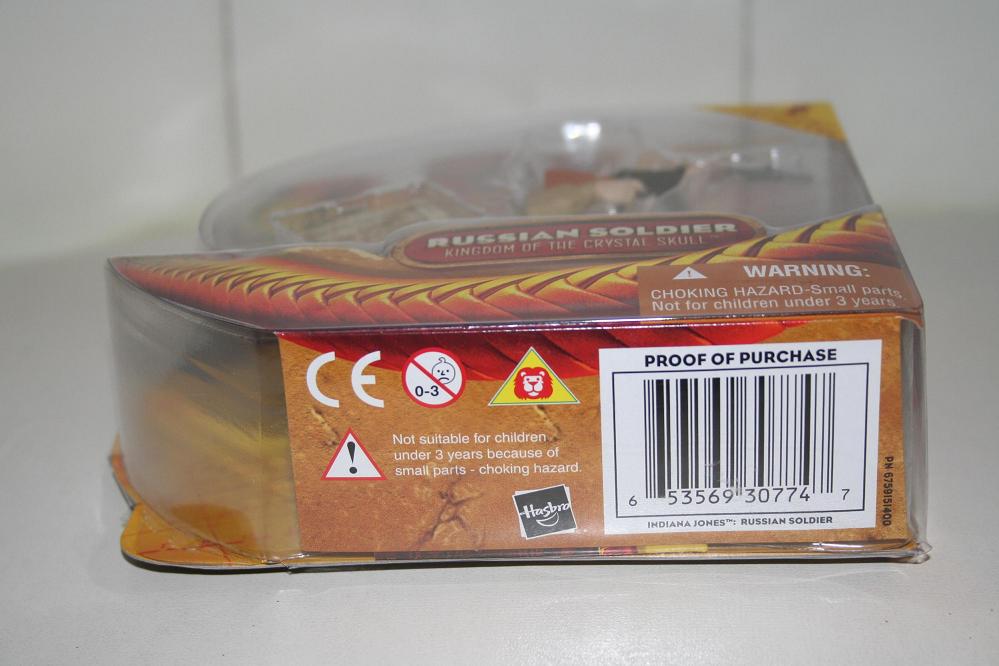 RUSSIAN SOLDIER
KINGDOM OF THE CRYSTAL SKULL™
WARNING:
CHOKING HAZARD-Small parts.
Not for children under 3 years.
CE
0-3
Not suitable for children
under 3 years because of
small parts - choking hazard.
Hasbro
PROOF OF PURCHASE
6 53569 30774 7
INDIANA JONES™: RUSSIAN SOLDIER
PN 6759151400